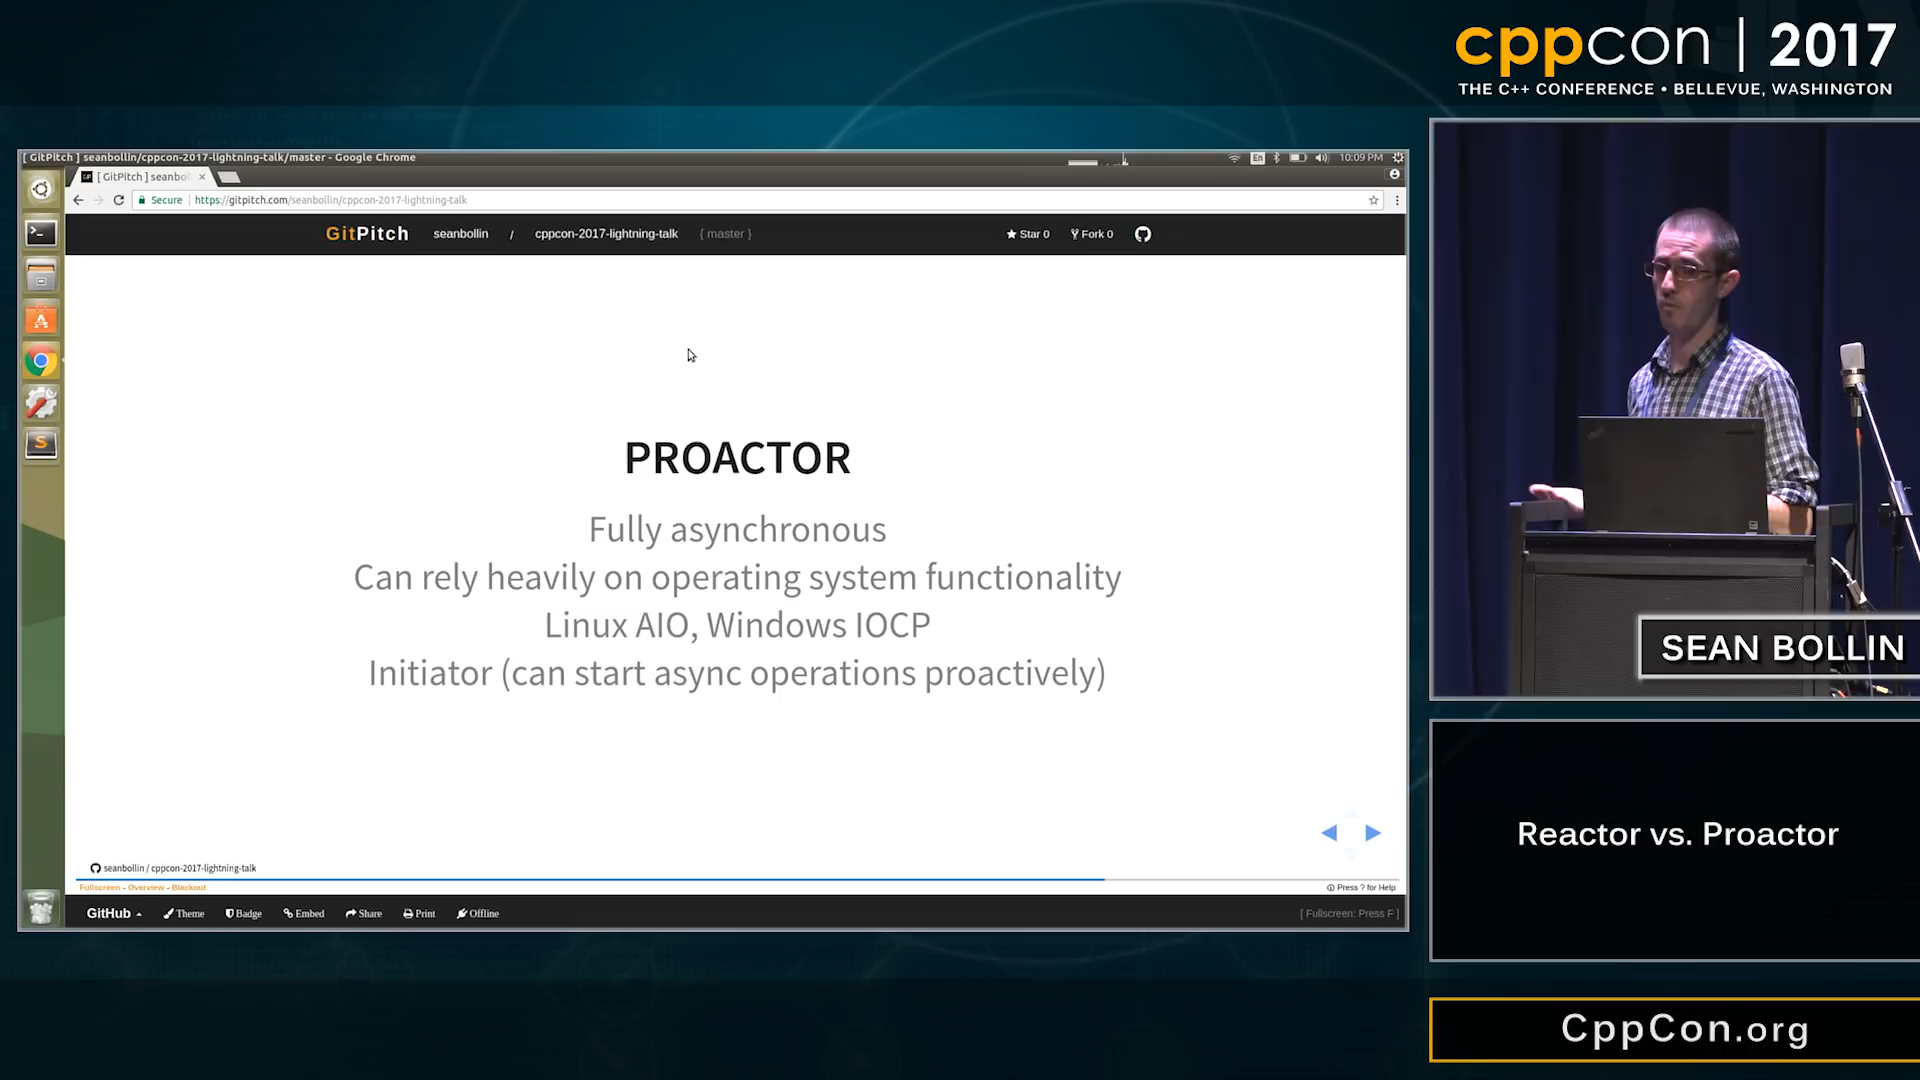 cppcon | 2017
THE C++ CONFERENCE • BELLEVUE, WASHINGTON
[ GitPitch ] seanbollin/cppcon-2017-lightning-talk/master - Google Chrome
En
10:09 PM
[ GitPitch ] seanbol
Secure
https://gitpitch.com/seanbollin/cppcon-2017-lightning-talk
GitPitch
seanbollin / cppcon-2017-lightning-talk { master }
Star 0
Fork 0
PROACTOR
Fully asynchronous
Can rely heavily on operating system functionality
Linux AIO, Windows IOCP
Initiator (can start async operations proactively)
seanbollin / cppcon-2017-lightning-talk
Fullscreen - Overview - Blackout
Press ? for Help
GitHub
Theme
Badge
Embed
Share
Print
Offline
[ Fullscreen: Press F ]
SEAN BOLLIN
Reactor vs. Proactor
CppCon.org